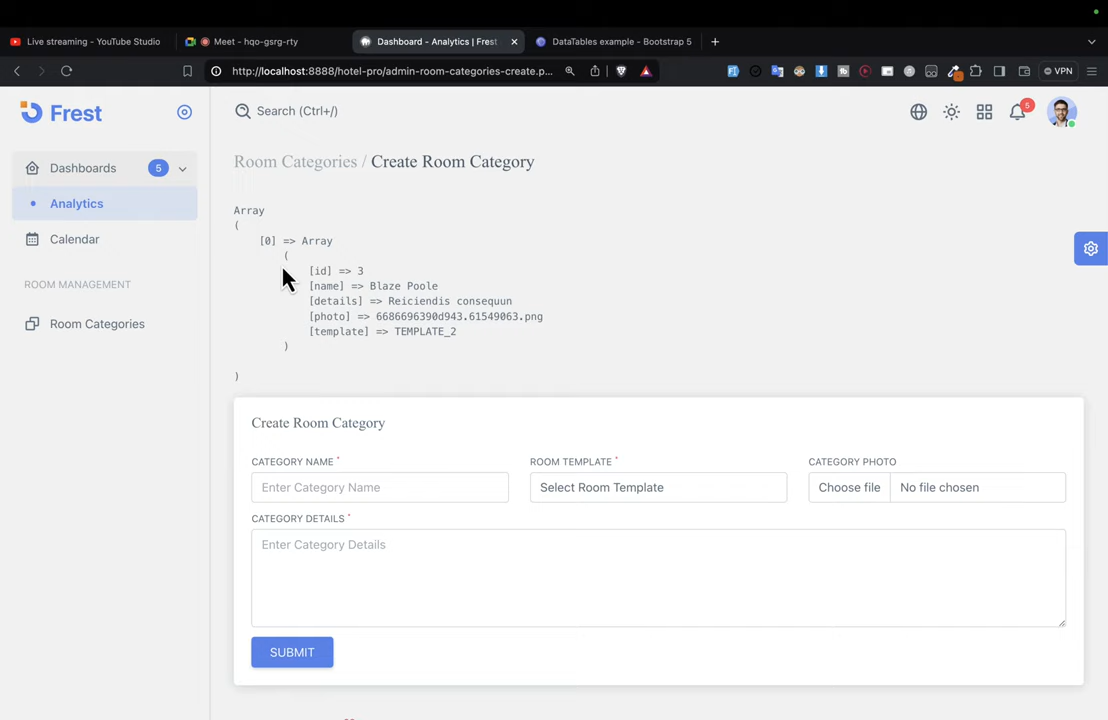 Live streaming - YouTube Studio
Meet - hqo-gsrg-rty
Dashboard - Analytics | Frest
DataTables example - Bootstrap 5
http://localhost:8888/hotel-pro/admin-room-categories-create.p...
VPN
Frest
Search (Ctrl+/)
5
Dashboards
5
Analytics
Calendar
ROOM MANAGEMENT
Room Categories
Room Categories / Create Room Category
Array
(
[0] => Array
(
[id] => 3
[name] => Blaze Poole
[details] => Reiciendis consequun
[photo] => 6686696390d943.61549063.png
[template] => TEMPLATE_2
)
)
Create Room Category
CATEGORY NAME *
ROOM TEMPLATE *
CATEGORY PHOTO
Enter Category Name
Select Room Template
Choose file
No file chosen
CATEGORY DETAILS *
Enter Category Details
SUBMIT